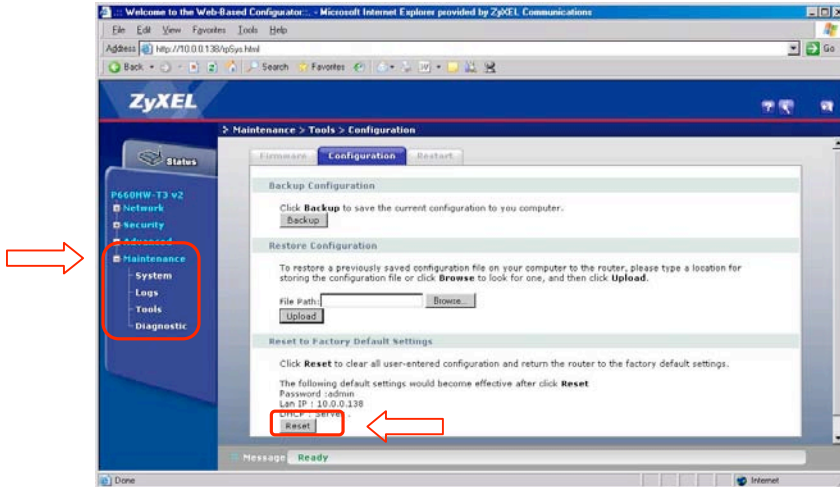 .:: Welcome to the Web-Based Configurator::. - Microsoft Internet Explorer provided by ZyXEL Communications
File Edit View Favorites Tools Help
Address http://10.0.0.138/rpSys.html
Go
Back Search Favorites
ZyXEL
Maintenance > Tools > Configuration
Status
P660HW-T3 v2
Network
Security
Advanced
Maintenance
System
Logs
Tools
Diagnostic
Firmware Configuration Restart
Backup Configuration
Click Backup to save the current configuration to you computer.
Backup
Restore Configuration
To restore a previously saved configuration file on your computer to the router, please type a location for
storing the configuration file or click Browse to look for one, and then click Upload.
File Path: Browse...
Upload
Reset to Factory Default Settings
Click Reset to clear all user-entered configuration and return the router to the factory default settings.
The following default settings would become effective after click Reset
Password :admin
Lan IP : 10.0.0.138
DHCP : Server .
Reset
Message Ready
Done Internet